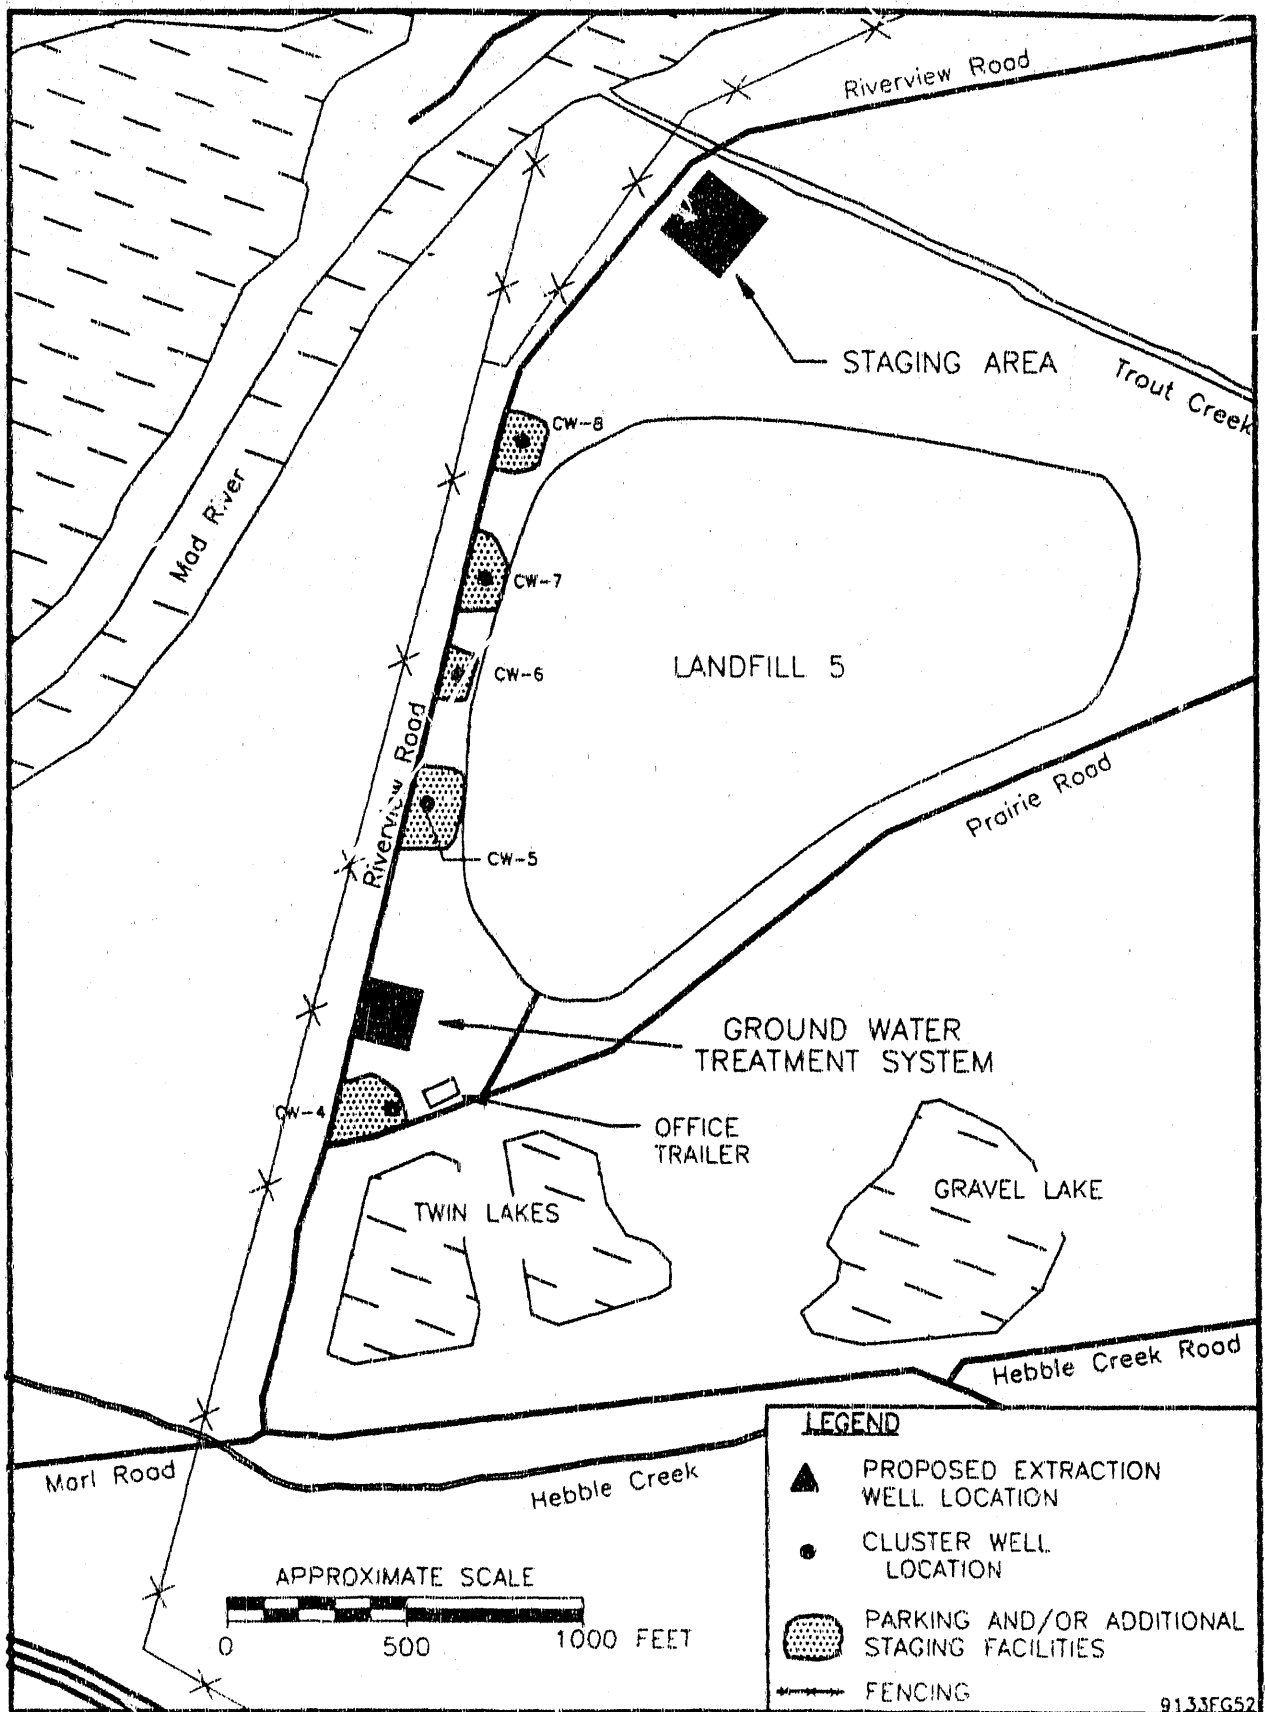 Riverview Road
STAGING AREA
Trout Creek
CW-8
Mad River
CW-7
LANDFILL 5
CW-6
Riverview Road
Prairie Road
CW-5
GROUND WATER
TREATMENT SYSTEM
CW-4
OFFICE
TRAILER
GRAVEL LAKE
TWIN LAKES
Hebble Creek Road
LEGEND
Marl Road
PROPOSED EXTRACTION
WELL LOCATION
Hebble Creek
CLUSTER WELL
LOCATION
APPROXIMATE SCALE
0 500 1000 FEET
PARKING AND/OR ADDITIONAL
STAGING FACILITIES
FENCING
9133FG52